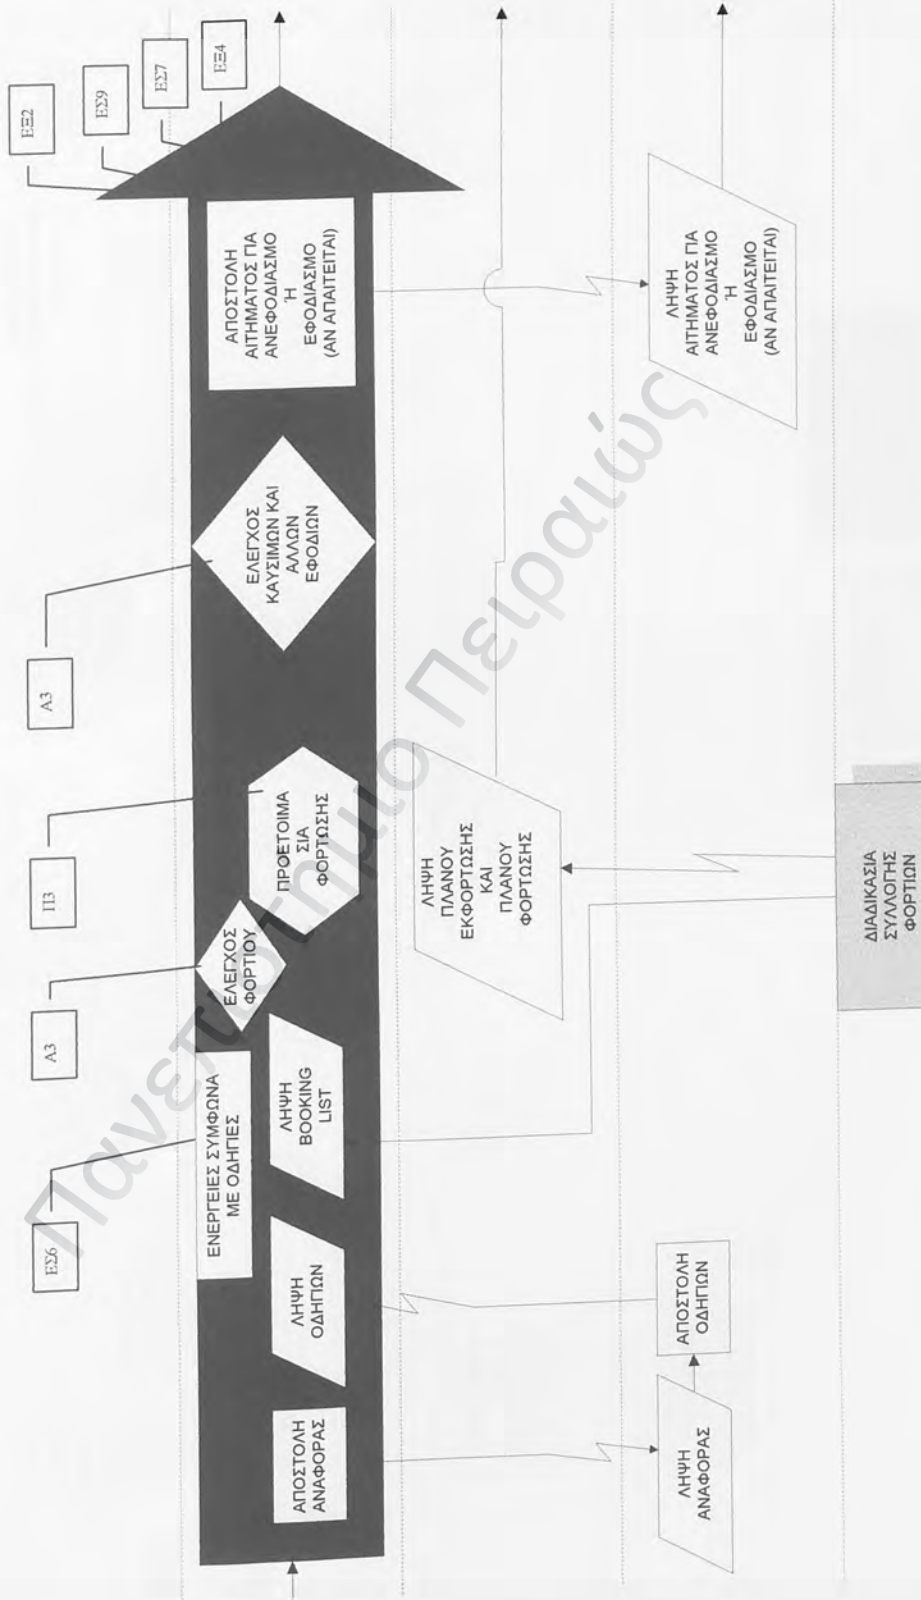 ΕΣ6
Α3
Π3
Α3
ΕΞ2
ΕΣ9
ΕΣ7
ΕΞ4
ΑΠΟΣΤΟΛΗ
ΑΝΑΦΟΡΑΣ
ΛΗΨΗ
ΟΔΗΓΙΩΝ
ΕΝΕΡΓΕΙΕΣ ΣΥΜΦΩΝΑ
ΜΕ ΟΔΗΓΙΕΣ
ΛΗΨΗ
BOOKING
LIST
ΕΛΕΓΧΟΣ
ΦΟΡΤΙΟΥ
ΠΡΟΕΤΟΙΜΑ
ΣΙΑ
ΦΟΡΤΩΣΗΣ
ΕΛΕΓΧΟΣ
ΚΑΥΣΙΜΩΝ ΚΑΙ
ΑΛΛΩΝ
ΕΦΟΔΙΩΝ
ΑΠΟΣΤΟΛΗ
ΑΙΤΗΜΑΤΟΣ ΓΙΑ
ΑΝΕΦΟΔΙΑΣΜΟ
Ή
ΕΦΟΔΙΑΣΜΟ
(ΑΝ ΑΠΑΙΤΕΙΤΑΙ)
ΛΗΨΗ
ΠΛΑΝΟΥ
ΕΚΦΟΡΤΩΣΗΣ
ΚΑΙ
ΠΛΑΝΟΥ
ΦΟΡΤΩΣΗΣ
ΛΗΨΗ
ΑΝΑΦΟΡΑΣ
ΑΠΟΣΤΟΛΗ
ΟΔΗΓΙΩΝ
ΛΗΨΗ
ΑΙΤΗΜΑΤΟΣ ΓΙΑ
ΑΝΕΦΟΔΙΑΣΜΟ
Ή
ΕΦΟΔΙΑΣΜΟ
(ΑΝ ΑΠΑΙΤΕΙΤΑΙ)
ΔΙΑΔΙΚΑΣΙΑ
ΣΥΛΛΟΓΗΣ
ΦΟΡΤΙΩΝ
Πανεπιστήμιο Πειραιώς